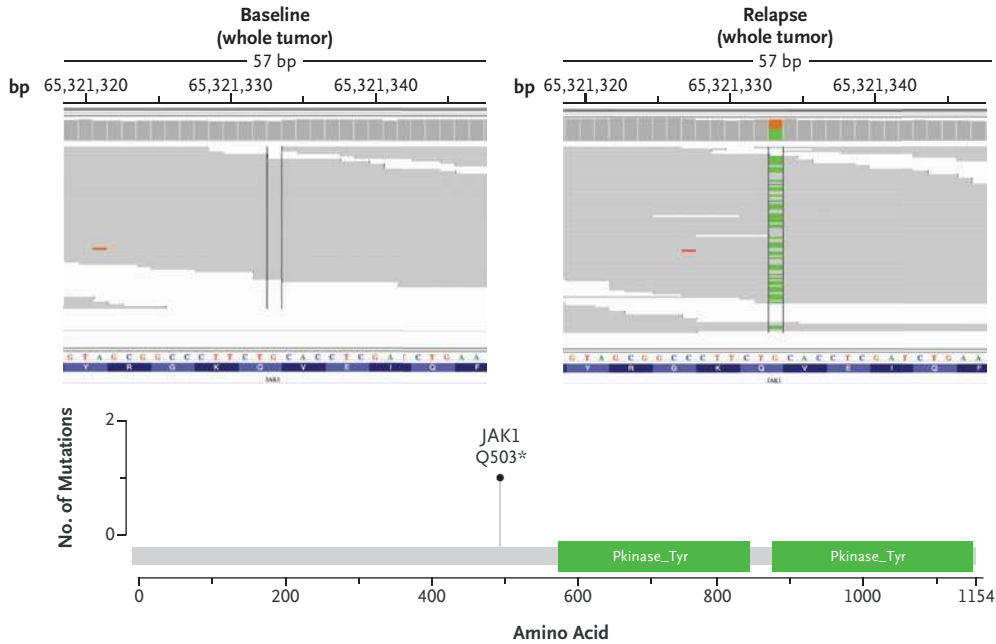 Baseline
(whole tumor)
57 bp
bp 65,321,320 65,321,330 65,321,340
G T A G C G G C C C T T C T G C A C C T C G A T C T G A A
Y R G K Q V E I Q F
JAK1
Relapse
(whole tumor)
57 bp
bp 65,321,320 65,321,330 65,321,340
G T A G C G G C C C T T C T G C A C C T C G A T C T G A A
Y R G K Q V E I Q F
JAK1
No. of Mutations
2
1
0
JAK1
Q503*
Pkinase_Tyr Pkinase_Tyr
0 200 400 600 800 1000 1154
Amino Acid